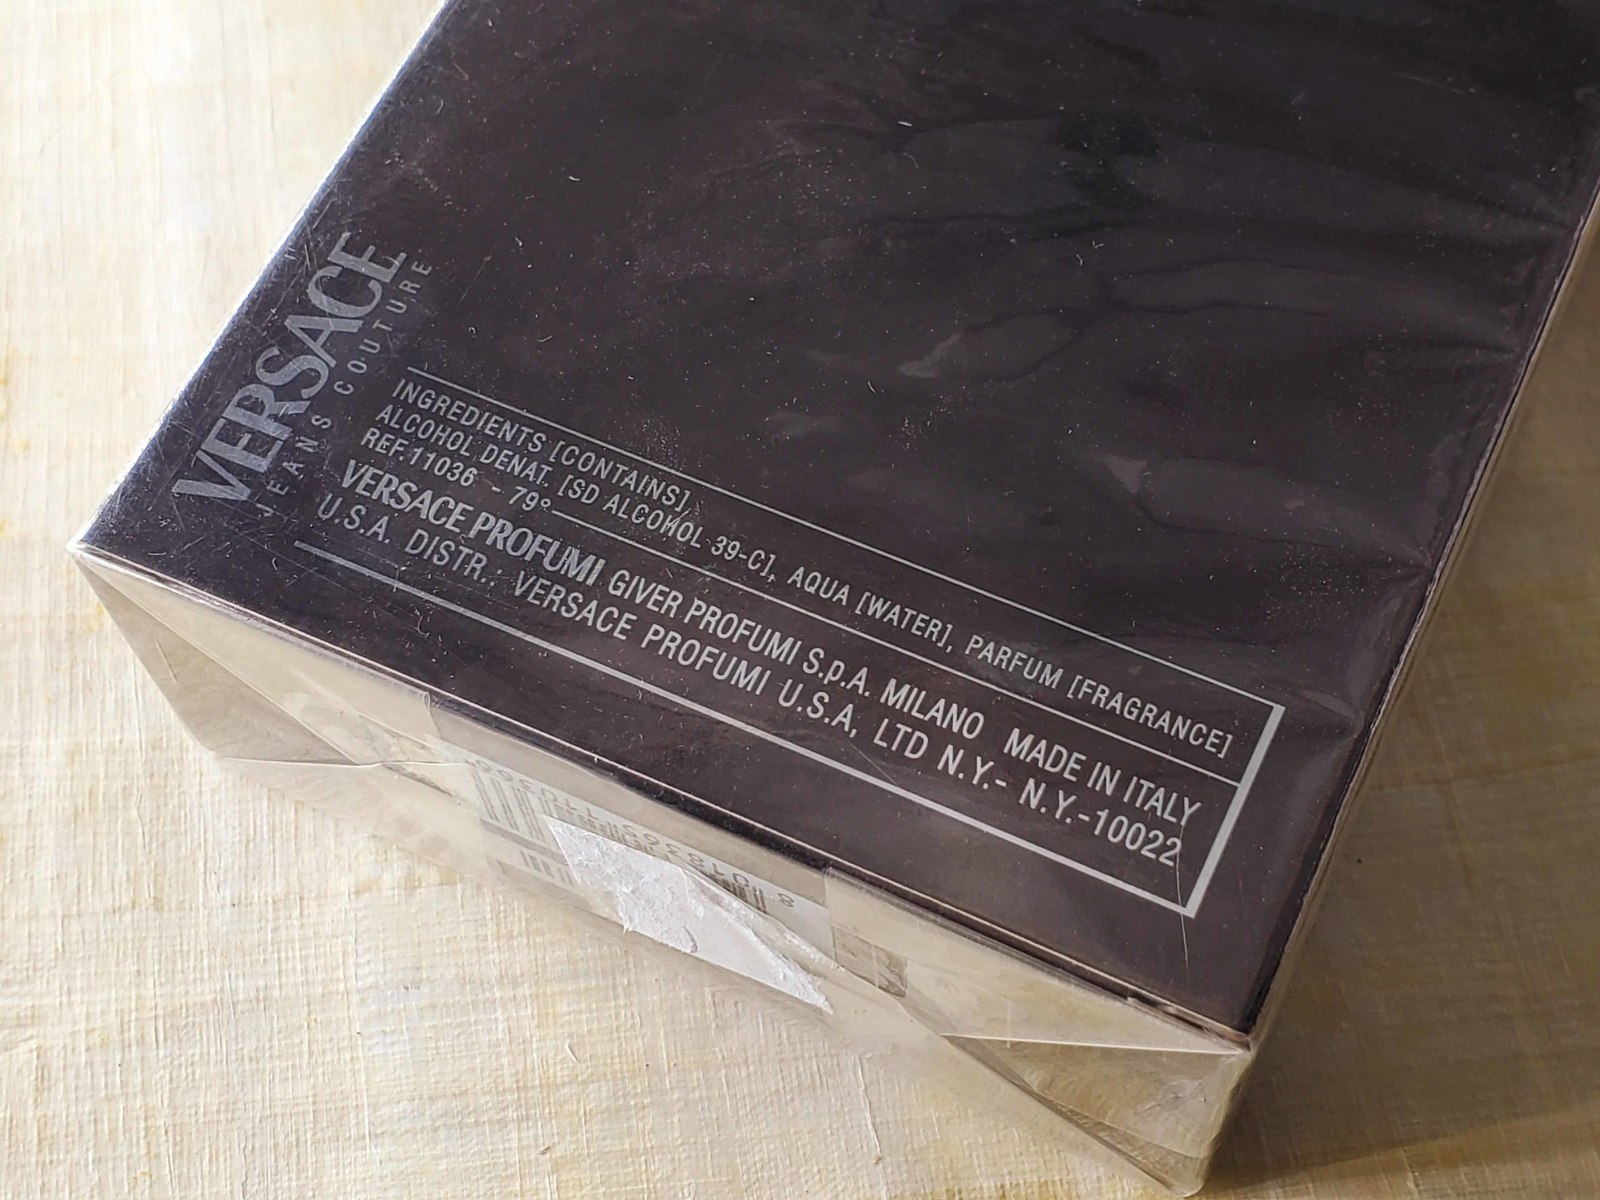 VERSACE
JEANS COUTURE
INGREDIENTS [CONTAINS],
ALCOHOL DENAT. [SD ALCOHOL 39-C], AQUA [WATER], PARFUM [FRAGRANCE]
REF.11036 - 79°
VERSACE PROFUMI GIVER PROFUMI S.p.A. MILANO MADE IN ITALY
U.S.A. DISTR.: VERSACE PROFUMI U.S.A, LTD N.Y.- N.Y.-10022